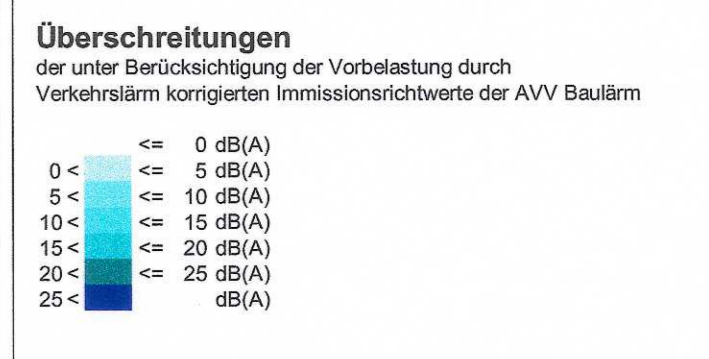 Überschreitungen
der unter Berücksichtigung der Vorbelastung durch
Verkehrslärm korrigierten Immissionsrichtwerte der AVV Baulärm
<= 0 dB(A)
0 < <= 5 dB(A)
5 < <= 10 dB(A)
10 < <= 15 dB(A)
15 < <= 20 dB(A)
20 < <= 25 dB(A)
25 < dB(A)